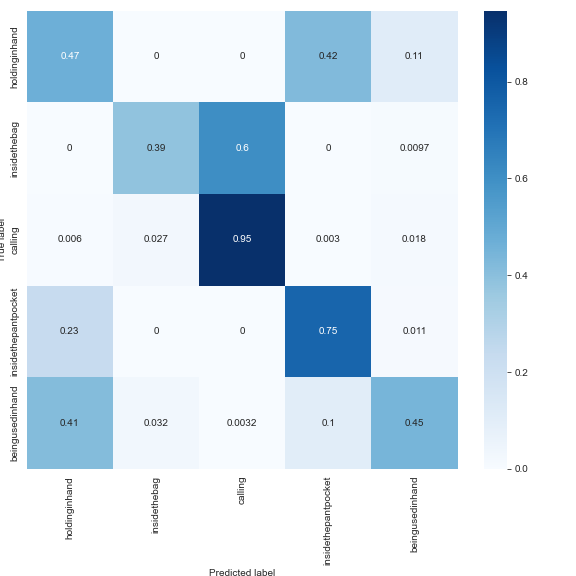 holdinginhand 0.47 0 0 0.42 0.11
insidethebag 0 0.39 0.6 0 0.0097
True label
calling 0.006 0.027 0.95 0.003 0.018
insidethepantpocket 0.23 0 0 0.75 0.011
beingusedinhand 0.41 0.032 0.0032 0.1 0.45
holdinginhand insidethebag calling insidethepantpocket beingusedinhand
Predicted label
0.8
0.6
0.4
0.2
0.0